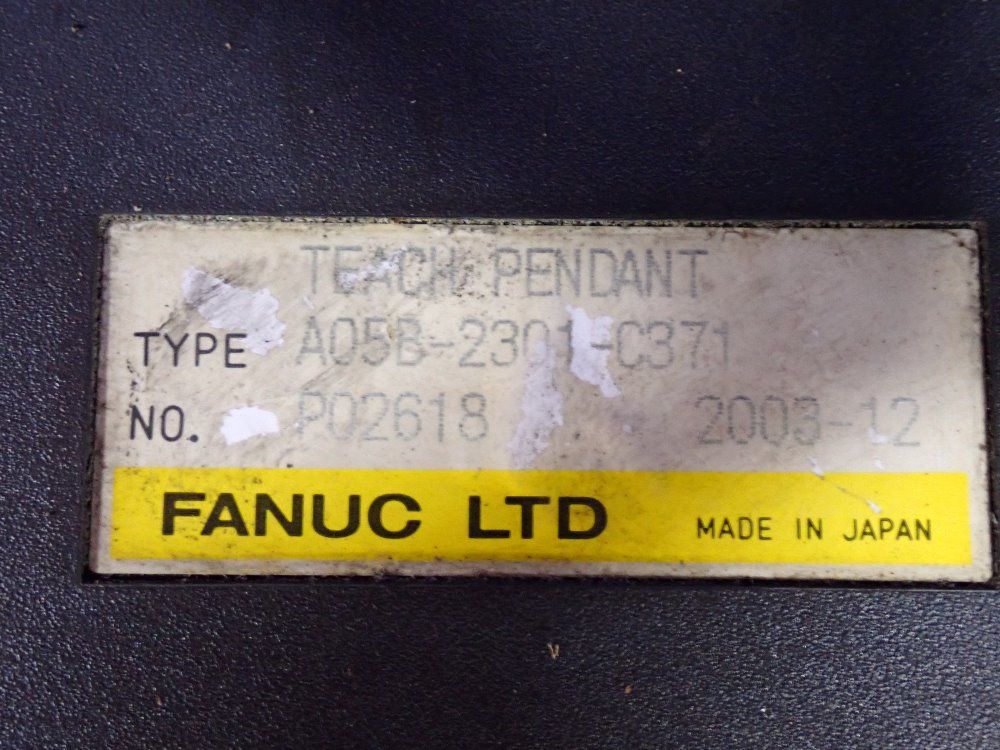 TEACH PENDANT
TYPE A05B-2301-C371
NO. P02618 2003-12
FANUC LTD MADE IN JAPAN